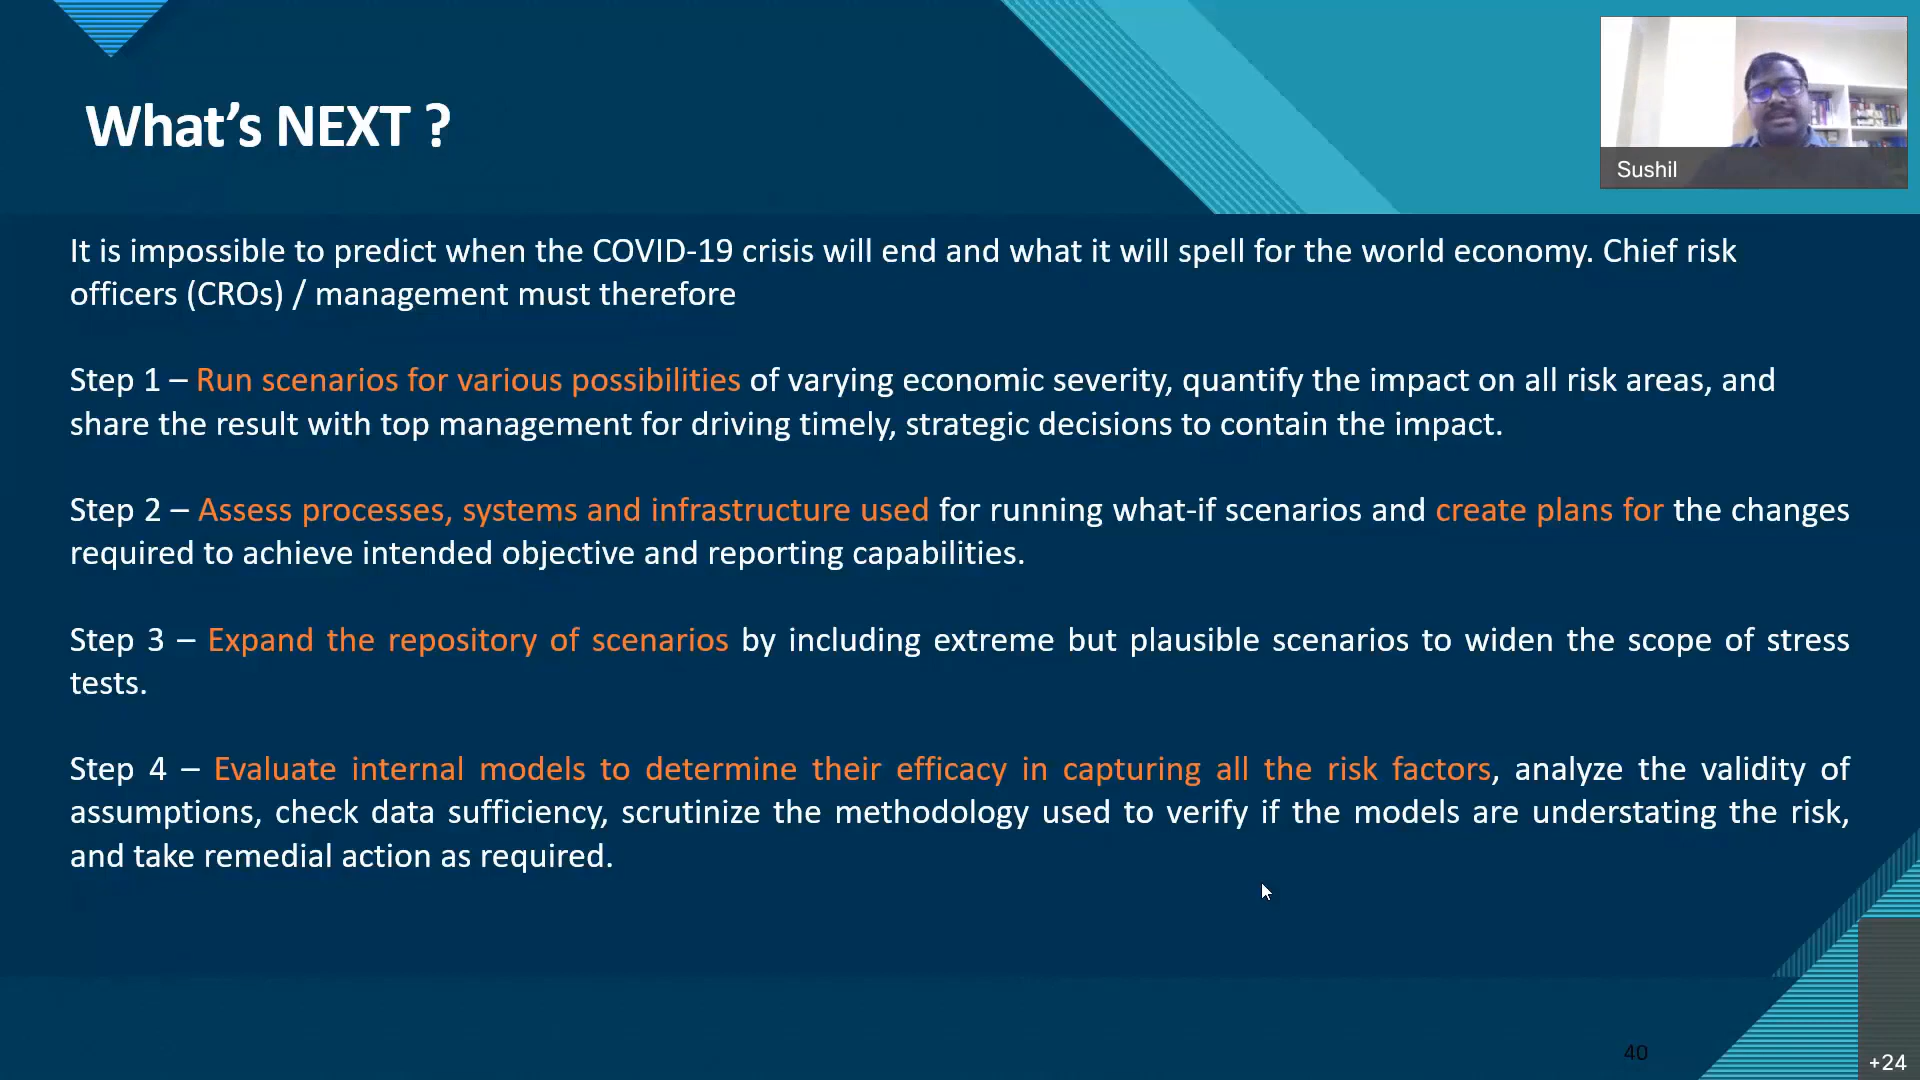 What's NEXT ?
Sushil
It is impossible to predict when the COVID-19 crisis will end and what it will spell for the world economy. Chief risk
officers (CROs) / management must therefore
Step 1 – Run scenarios for various possibilities of varying economic severity, quantify the impact on all risk areas, and
share the result with top management for driving timely, strategic decisions to contain the impact.
Step 2 – Assess processes, systems and infrastructure used for running what-if scenarios and create plans for the changes
required to achieve intended objective and reporting capabilities.
Step 3 – Expand the repository of scenarios by including extreme but plausible scenarios to widen the scope of stress
tests.
Step 4 – Evaluate internal models to determine their efficacy in capturing all the risk factors, analyze the validity of
assumptions, check data sufficiency, scrutinize the methodology used to verify if the models are understating the risk,
and take remedial action as required.
40
+24